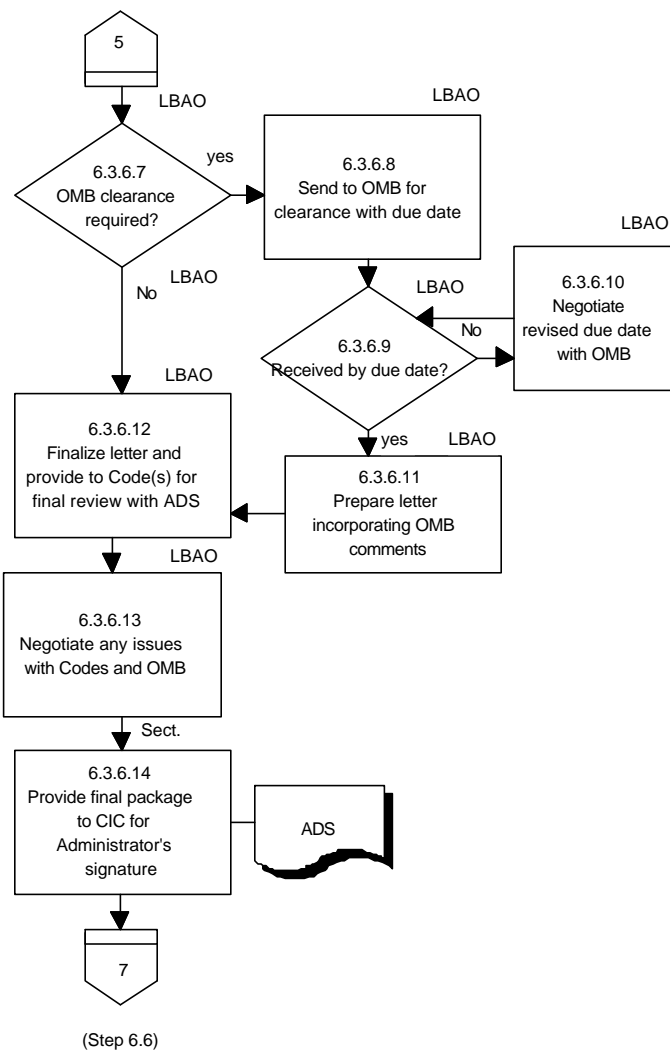 5
LBAO
6.3.6.7
OMB clearance
required?
yes
LBAO
6.3.6.8
Send to OMB for
clearance with due date
LBAO
No
LBAO
LBAO
6.3.6.9
Received by due date?
No
6.3.6.10
Negotiate
revised due date
with OMB
LBAO
6.3.6.12
Finalize letter and
provide to Code(s) for
final review with ADS
yes
LBAO
6.3.6.11
Prepare letter
incorporating OMB
comments
LBAO
6.3.6.13
Negotiate any issues
with Codes and OMB
Sect.
6.3.6.14
Provide final package
to CIC for
Administrator's
signature
ADS
7
(Step 6.6)